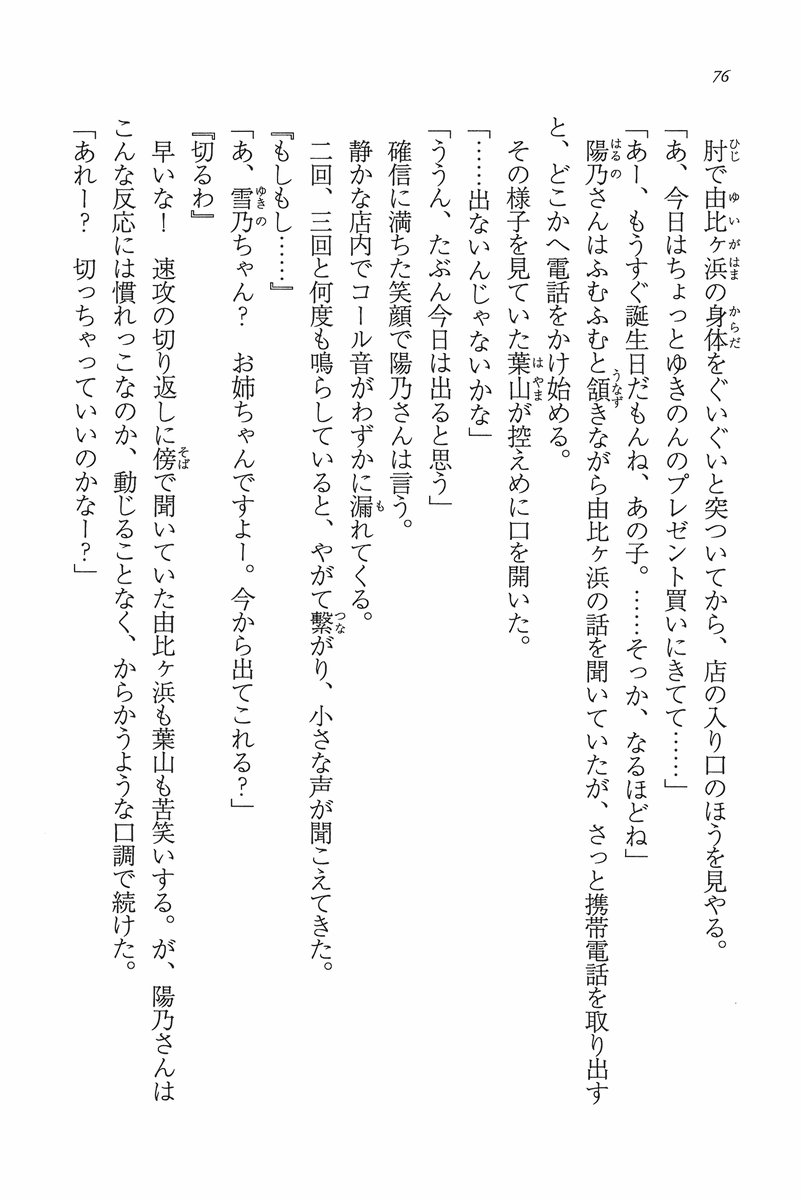 76
肘で由比ヶ浜の身体をぐいぐいと突ついてから、店の入り口のほうを見やる。
「あ、今日はちょっとゆきのんのプレゼント買いにきてて……」
「あー、もうすぐ誕生日だもんね、あの子。……そっか、なるほどね」
陽乃さんはふむふむと頷きながら由比ヶ浜の話を聞いていたが、さっと携帯電話を取り出す
と、どこかへ電話をかけ始める。
その様子を見ていた葉山が控えめに口を開いた。
「……出ないんじゃないかな」
「ううん、たぶん今日は出ると思う」
確信に満ちた笑顔で陽乃さんは言う。
静かな店内でコール音がわずかに漏れてくる。
二回、三回と何度も鳴らしていると、やがて繋がり、小さな声が聞こえてきた。
『もしもし……』
「あ、雪乃ちゃん？　お姉ちゃんですよー。今から出てこれる？」
『切るわ』
早いな！　速攻の切り返しに傍で聞いていた由比ヶ浜も葉山も苦笑いする。が、陽乃さんは
こんな反応には慣れっこなのか、動じることなく、からかうような口調で続けた。
「あれー？　切っちゃっていいのかなー？」